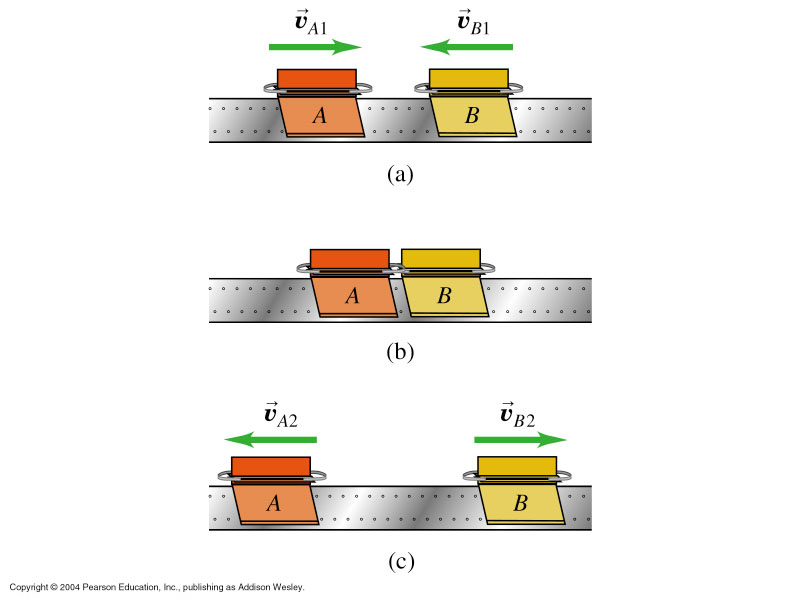 v⃗A1 v⃗B1
A B
(a)
A B
(b)
v⃗A2 v⃗B2
A B
(c)
Copyright © 2004 Pearson Education, Inc., publishing as Addison Wesley.